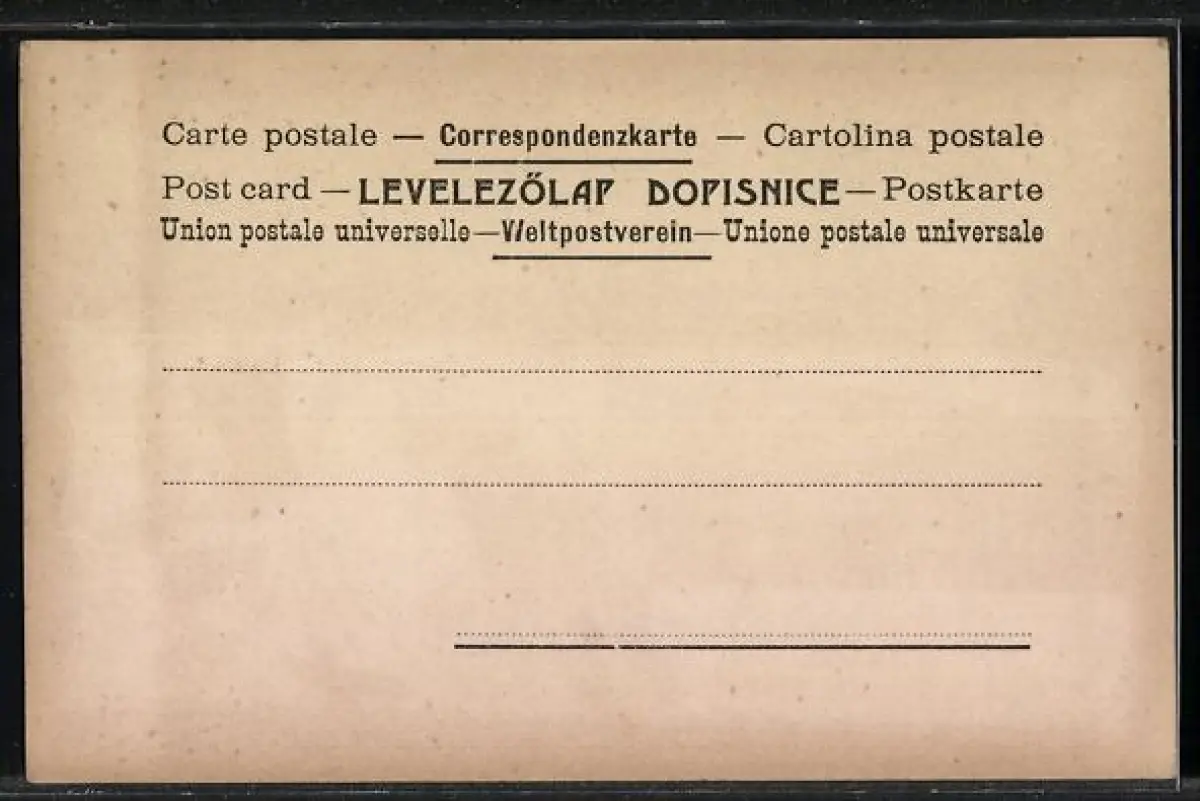 Carte postale — Correspondenzkarte — Cartolina postale
Post card — LEVELEZŐLAP DOPISNICE — Postkarte
Union postale universelle — Weltpostverein — Unione postale universale